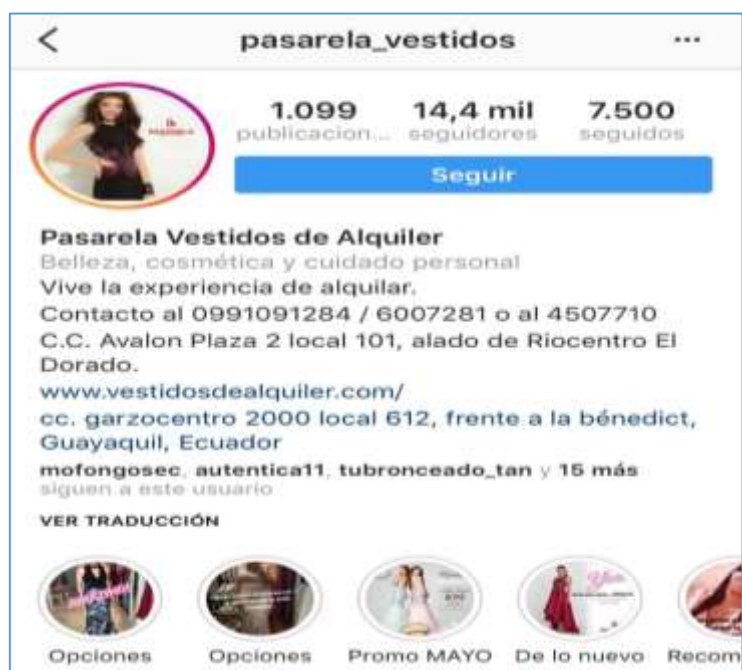 pasarela_vestidos
1.099 14,4 mil 7.500
publicacion... seguidores seguidos
Seguir
Pasarela Vestidos de Alquiler
Belleza, cosmética y cuidado personal
Vive la experiencia de alquilar.
Contacto al 0991091284 / 6007281 o al 4507710
C.C. Avalon Plaza 2 local 101, alado de Riocentro El
Dorado.
www.vestidosdealquiler.com/
cc. garzocentro 2000 local 612, frente a la bénedict,
Guayaquil, Ecuador
mofongosec, autentica11, tubronceado_tan y 15 más
siguen a este usuario
VER TRADUCCIÓN
Opciones Opciones Promo MAYO De lo nuevo Recom